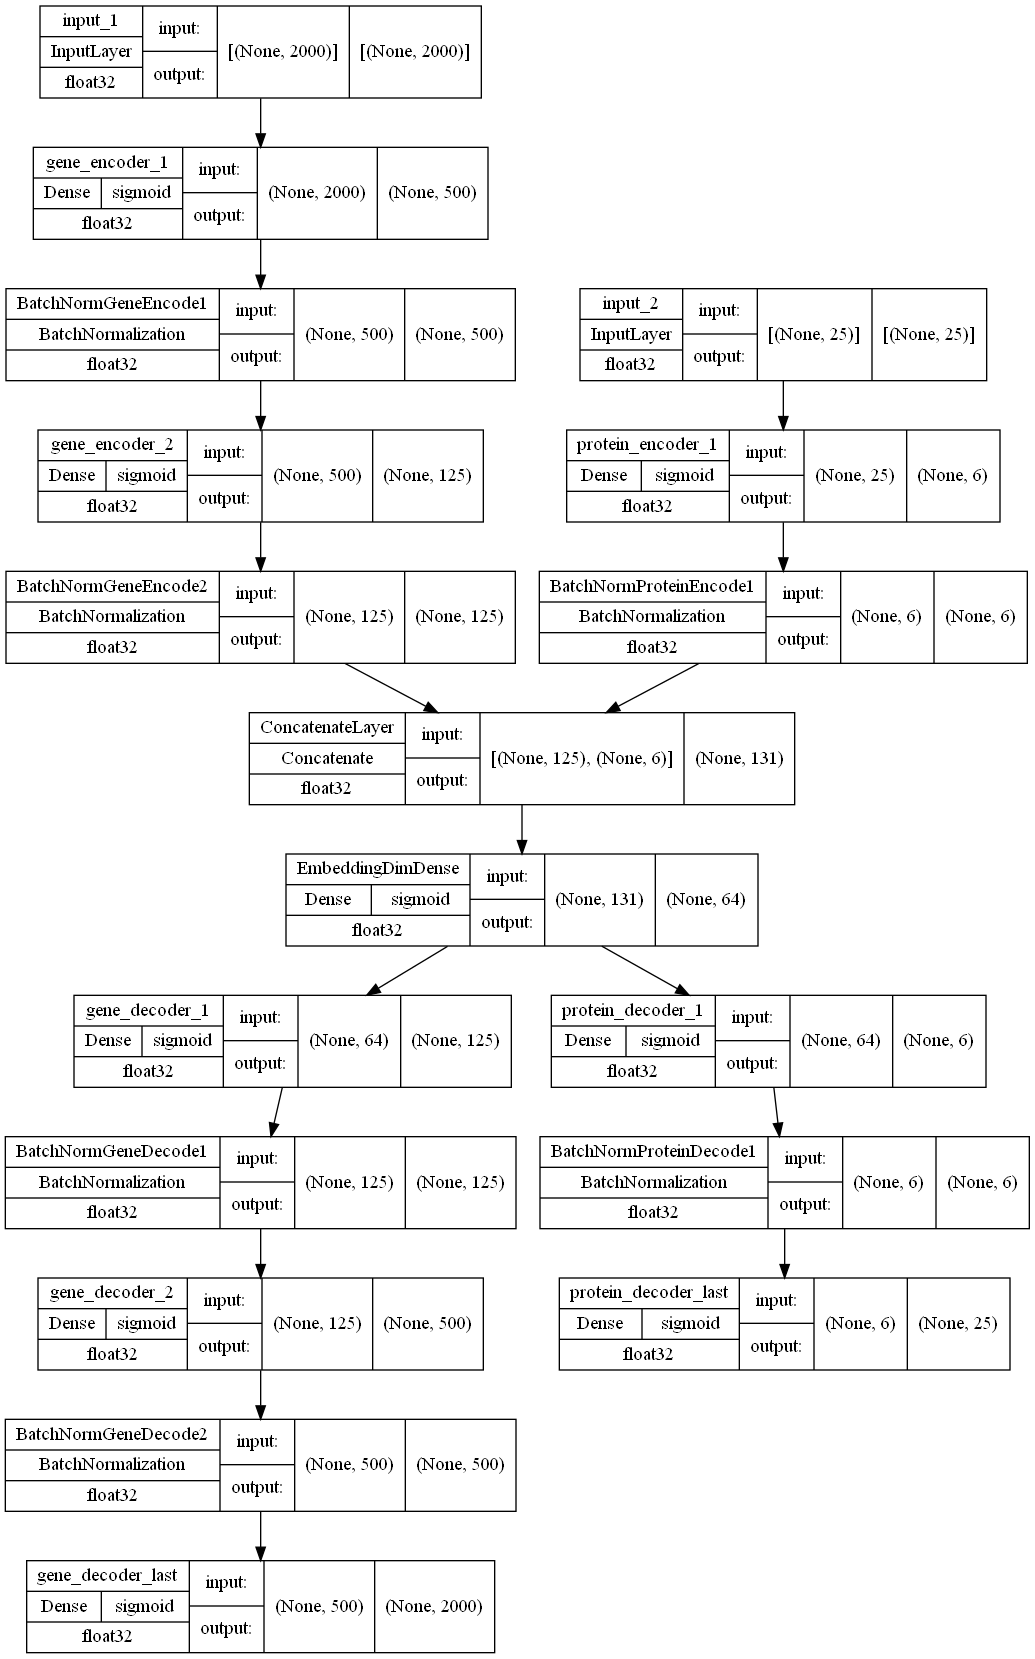 input_1
InputLayer
float32
input:
output:
[(None, 2000)]
[(None, 2000)]
gene_encoder_1
Dense
sigmoid
float32
input:
output:
(None, 2000)
(None, 500)
BatchNormGeneEncode1
BatchNormalization
float32
input:
output:
(None, 500)
(None, 500)
input_2
InputLayer
float32
input:
output:
[(None, 25)]
[(None, 25)]
gene_encoder_2
Dense
sigmoid
float32
input:
output:
(None, 500)
(None, 125)
protein_encoder_1
Dense
sigmoid
float32
input:
output:
(None, 25)
(None, 6)
BatchNormGeneEncode2
BatchNormalization
float32
input:
output:
(None, 125)
(None, 125)
BatchNormProteinEncode1
BatchNormalization
float32
input:
output:
(None, 6)
(None, 6)
ConcatenateLayer
Concatenate
float32
input:
output:
[(None, 125), (None, 6)]
(None, 131)
EmbeddingDimDense
Dense
sigmoid
float32
input:
output:
(None, 131)
(None, 64)
gene_decoder_1
Dense
sigmoid
float32
input:
output:
(None, 64)
(None, 125)
protein_decoder_1
Dense
sigmoid
float32
input:
output:
(None, 64)
(None, 6)
BatchNormGeneDecode1
BatchNormalization
float32
input:
output:
(None, 125)
(None, 125)
BatchNormProteinDecode1
BatchNormalization
float32
input:
output:
(None, 6)
(None, 6)
gene_decoder_2
Dense
sigmoid
float32
input:
output:
(None, 125)
(None, 500)
protein_decoder_last
Dense
sigmoid
float32
input:
output:
(None, 6)
(None, 25)
BatchNormGeneDecode2
BatchNormalization
float32
input:
output:
(None, 500)
(None, 500)
gene_decoder_last
Dense
sigmoid
float32
input:
output:
(None, 500)
(None, 2000)